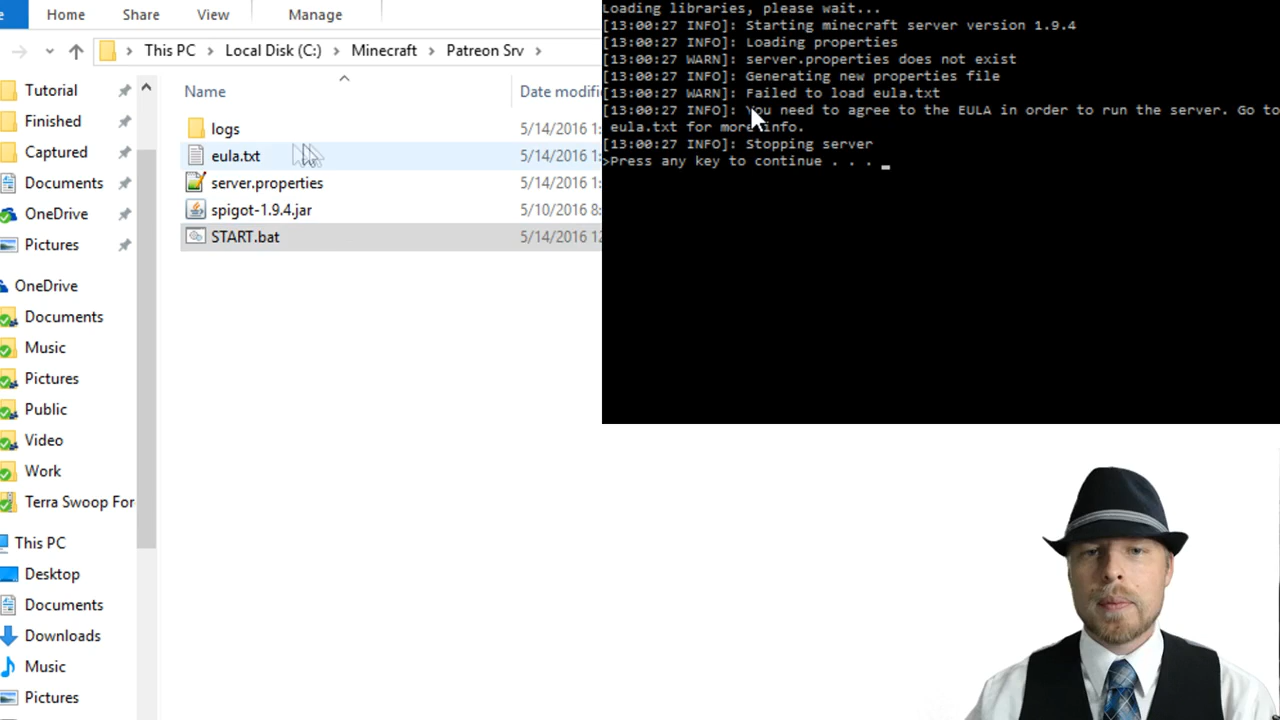 Home Share View Manage
This PC Local Disk (C:) Minecraft Patreon Srv
Tutorial
Finished
Captured
Documents
OneDrive
Pictures
OneDrive
Documents
Music
Pictures
Public
Video
Work
Terra Swoop For
This PC
Desktop
Documents
Downloads
Music
Pictures
Name Date modifi
logs 5/14/2016 1:
eula.txt 5/14/2016 1:
server.properties 5/14/2016 1:
spigot-1.9.4.jar 5/10/2016 8:
START.bat 5/14/2016 12
Loading libraries, please wait...
[13:00:27 INFO]: Starting minecraft server version 1.9.4
[13:00:27 INFO]: Loading properties
[13:00:27 WARN]: server.properties does not exist
[13:00:27 INFO]: Generating new properties file
[13:00:27 WARN]: Failed to load eula.txt
[13:00:27 INFO]: You need to agree to the EULA in order to run the server. Go to
eula.txt for more info.
[13:00:27 INFO]: Stopping server
>Press any key to continue . . . _